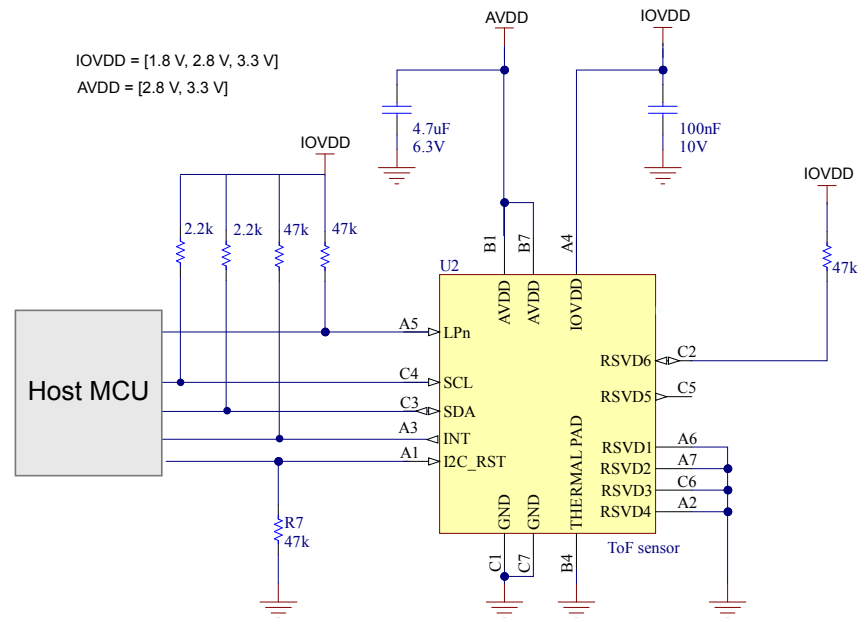 AVDD
IOVDD
IOVDD = [1.8 V, 2.8 V, 3.3 V]
AVDD = [2.8 V, 3.3 V]
4.7uF
6.3V
100nF
10V
IOVDD
IOVDD
2.2k
2.2k
47k
47k
47k
B1
B7
A4
U2
AVDD
AVDD
IOVDD
Host MCU
A5
LPn
C4
SCL
C3
SDA
A3
INT
A1
I2C_RST
RSVD6
C2
RSVD5
C5
RSVD1
A6
RSVD2
A7
RSVD3
C6
RSVD4
A2
GND
GND
THERMAL PAD
R7
47k
C1
C7
B4
ToF sensor